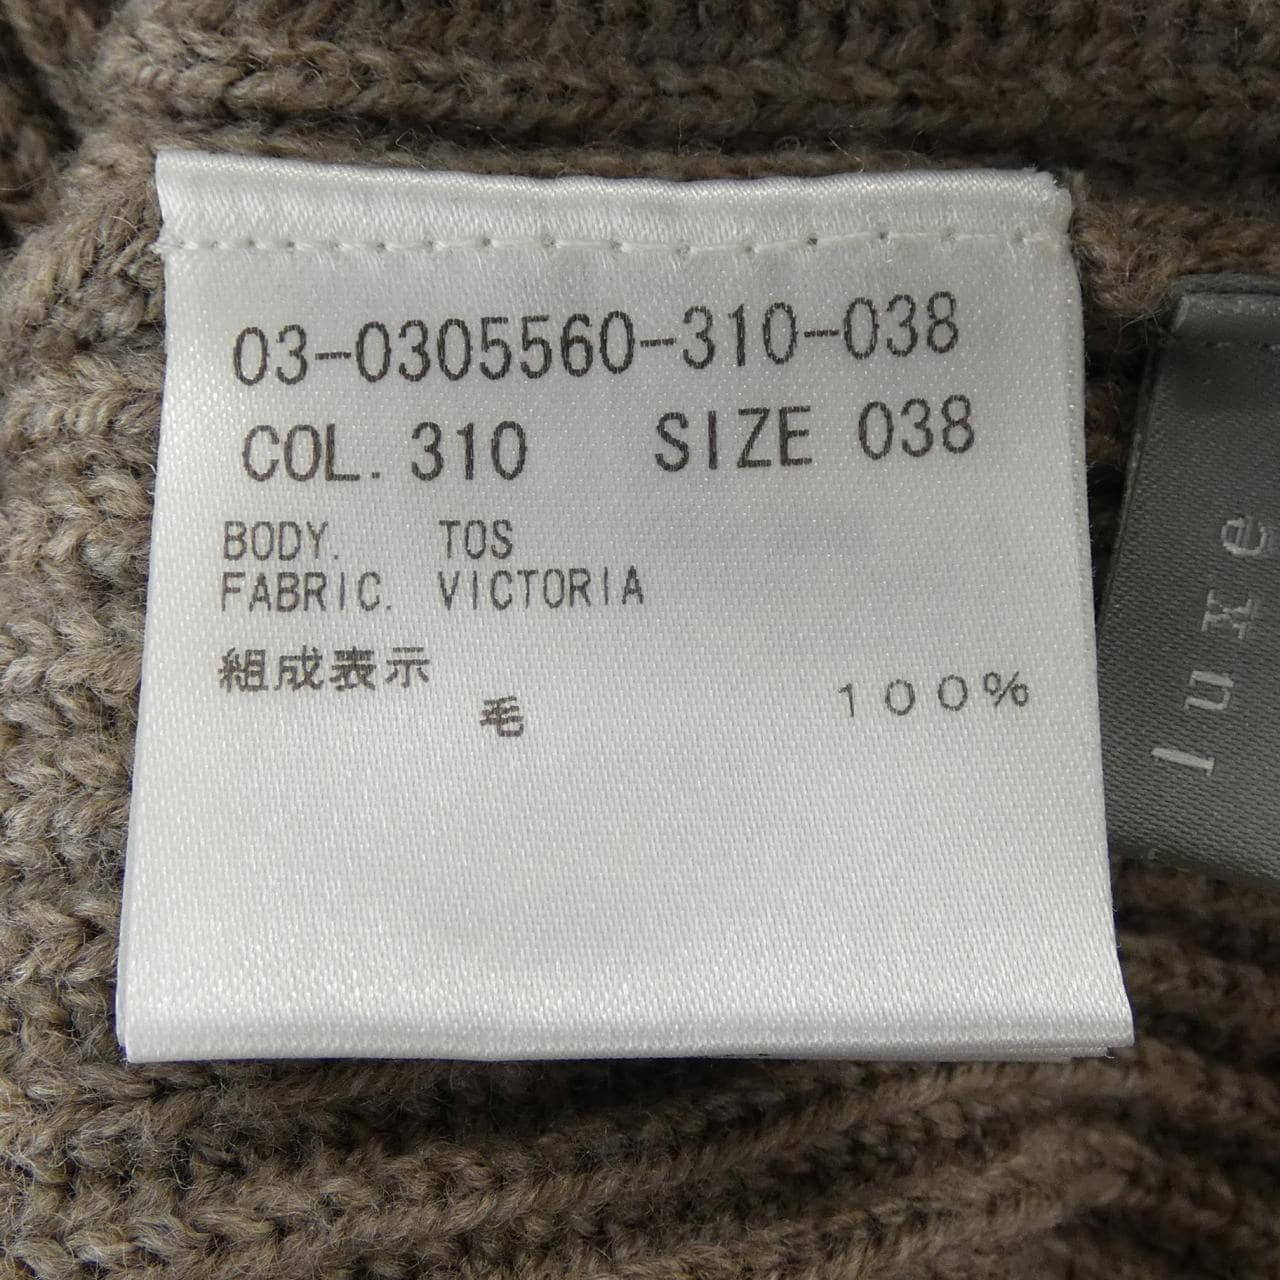 03-0305560-310-038
COL. 310 SIZE 038
BODY. TOS
FABRIC. VICTORIA
組成表示
毛 100%
luxe